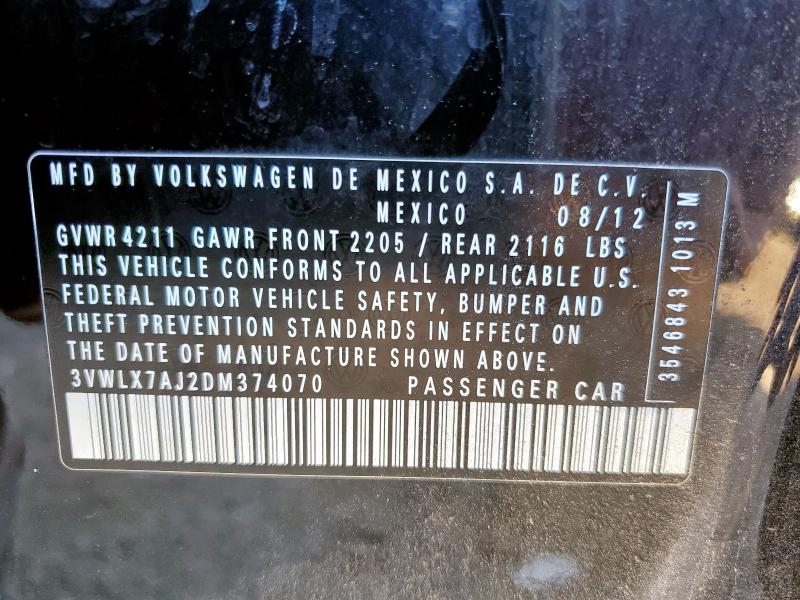 MFD BY VOLKSWAGEN DE MEXICO S.A. DE C.V.
MEXICO 08/12
GVWR 4211 GAWR FRONT 2205 / REAR 2116 LBS
THIS VEHICLE CONFORMS TO ALL APPLICABLE U.S.
FEDERAL MOTOR VEHICLE SAFETY, BUMPER AND
THEFT PREVENTION STANDARDS IN EFFECT ON
THE DATE OF MANUFACTURE SHOWN ABOVE.
3VWLX7AJ2DM374070 PASSENGER CAR
3546843 1013 M